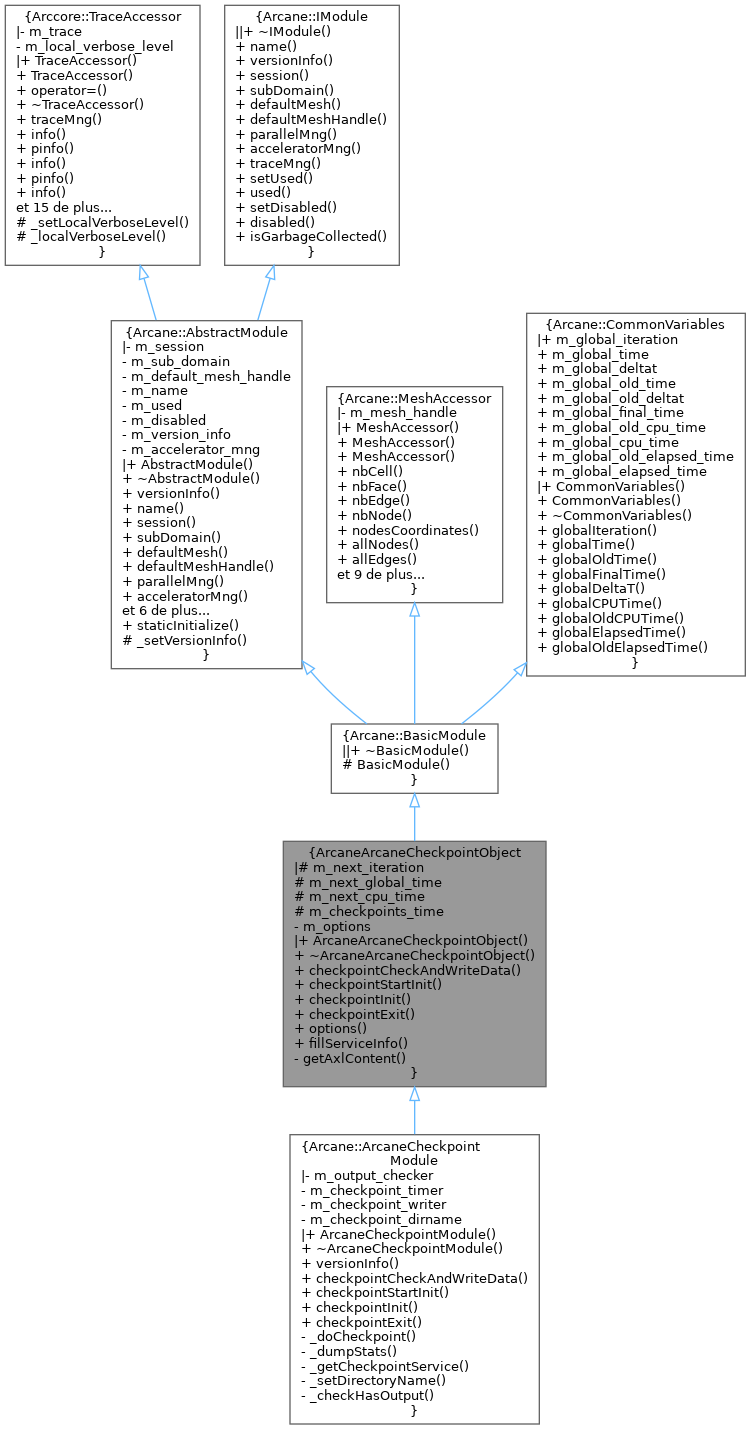 {Arccore::TraceAccessor
|- m_trace
- m_local_verbose_level
|+ TraceAccessor()
+ TraceAccessor()
+ operator=()
+ ~TraceAccessor()
+ traceMng()
+ info()
+ pinfo()
+ info()
+ pinfo()
+ info()
et 15 de plus...
# _setLocalVerboseLevel()
# _localVerboseLevel()
}
{Arcane::IModule
||+ ~IModule()
+ name()
+ versionInfo()
+ session()
+ subDomain()
+ defaultMesh()
+ defaultMeshHandle()
+ parallelMng()
+ acceleratorMng()
+ traceMng()
+ setUsed()
+ used()
+ setDisabled()
+ disabled()
+ isGarbageCollected()
}
{Arcane::AbstractModule
|- m_session
- m_sub_domain
- m_default_mesh_handle
- m_name
- m_used
- m_disabled
- m_version_info
- m_accelerator_mng
|+ AbstractModule()
+ ~AbstractModule()
+ versionInfo()
+ name()
+ session()
+ subDomain()
+ defaultMesh()
+ defaultMeshHandle()
+ parallelMng()
+ acceleratorMng()
et 6 de plus...
+ staticInitialize()
# _setVersionInfo()
}
{Arcane::MeshAccessor
|- m_mesh_handle
|+ MeshAccessor()
+ MeshAccessor()
+ MeshAccessor()
+ nbCell()
+ nbFace()
+ nbEdge()
+ nbNode()
+ nodesCoordinates()
+ allNodes()
+ allEdges()
et 9 de plus...
}
{Arcane::CommonVariables
|+ m_global_iteration
+ m_global_time
+ m_global_deltat
+ m_global_old_time
+ m_global_old_deltat
+ m_global_final_time
+ m_global_old_cpu_time
+ m_global_cpu_time
+ m_global_old_elapsed_time
+ m_global_elapsed_time
|+ CommonVariables()
+ CommonVariables()
+ ~CommonVariables()
+ globalIteration()
+ globalTime()
+ globalOldTime()
+ globalFinalTime()
+ globalDeltaT()
+ globalCPUTime()
+ globalOldCPUTime()
+ globalElapsedTime()
+ globalOldElapsedTime()
}
{Arcane::BasicModule
||+ ~BasicModule()
# BasicModule()
}
{ArcaneArcaneCheckpointObject
|# m_next_iteration
# m_next_global_time
# m_next_cpu_time
# m_checkpoints_time
- m_options
|+ ArcaneArcaneCheckpointObject()
+ ~ArcaneArcaneCheckpointObject()
+ checkpointCheckAndWriteData()
+ checkpointStartInit()
+ checkpointInit()
+ checkpointExit()
+ options()
+ fillServiceInfo()
- getAxlContent()
}
{Arcane::ArcaneCheckpoint
Module
|- m_output_checker
- m_checkpoint_timer
- m_checkpoint_writer
- m_checkpoint_dirname
|+ ArcaneCheckpointModule()
+ ~ArcaneCheckpointModule()
+ versionInfo()
+ checkpointCheckAndWriteData()
+ checkpointStartInit()
+ checkpointInit()
+ checkpointExit()
- _doCheckpoint()
- _dumpStats()
- _getCheckpointService()
- _setDirectoryName()
- _checkHasOutput()
}